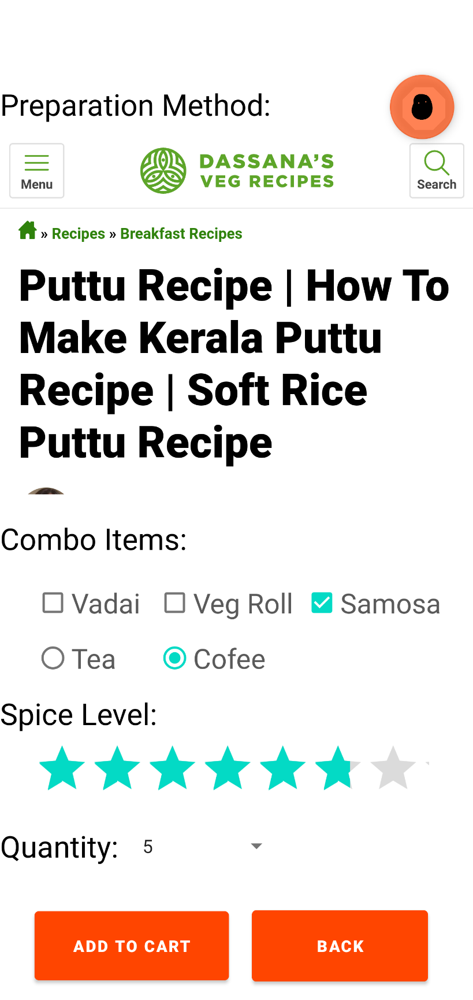 Preparation Method:
Menu
DASSANA'S
VEG RECIPES
Search
» Recipes » Breakfast Recipes
Puttu Recipe | How To
Make Kerala Puttu
Recipe | Soft Rice
Puttu Recipe
Combo Items:
Vadai Veg Roll Samosa
Tea Cofee
Spice Level:
Quantity: 5
ADD TO CART BACK